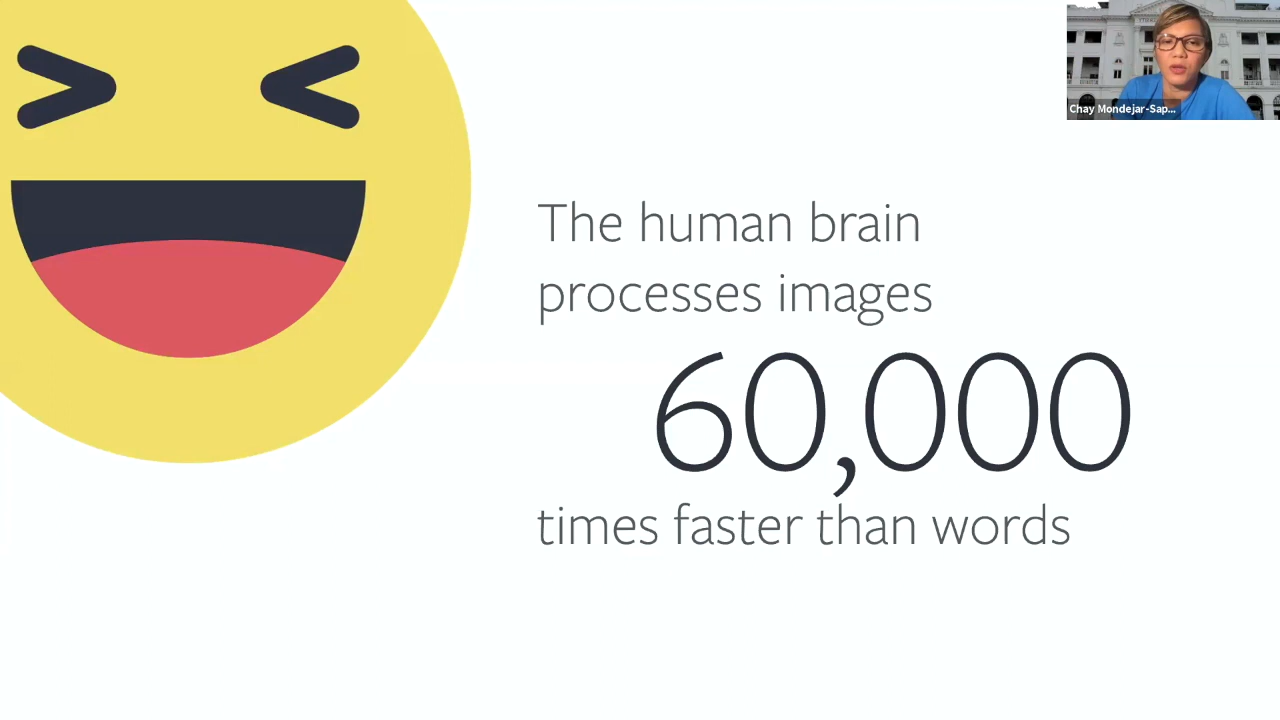 Chay Mondejar-Sap...
The human brain
processes images
60,000
times faster than words